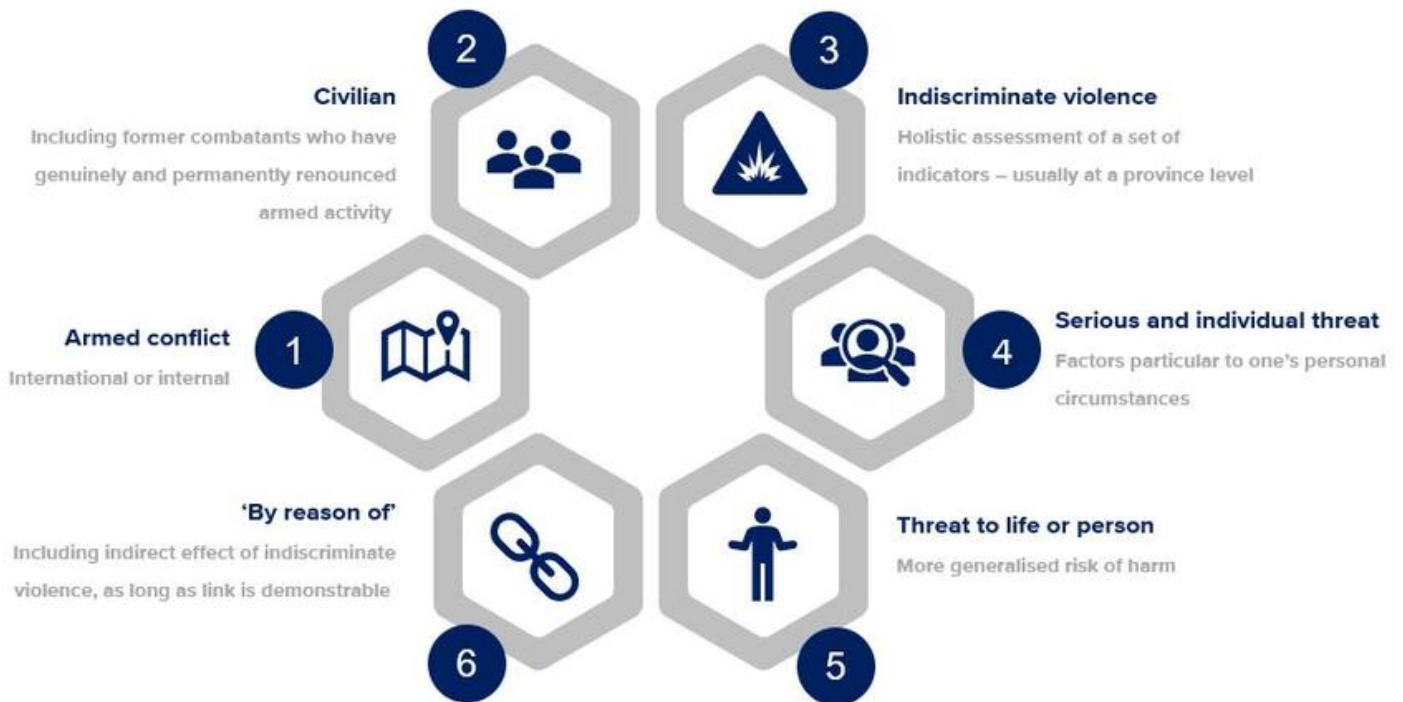 1
Armed conflict
International or internal
2
Civilian
Including former combatants who have
genuinely and permanently renounced
armed activity
3
Indiscriminate violence
Holistic assessment of a set of
indicators – usually at a province level
4
Serious and individual threat
Factors particular to one's personal
circumstances
5
Threat to life or person
More generalised risk of harm
6
‘By reason of’
Including indirect effect of indiscriminate
violence, as long as link is demonstrable